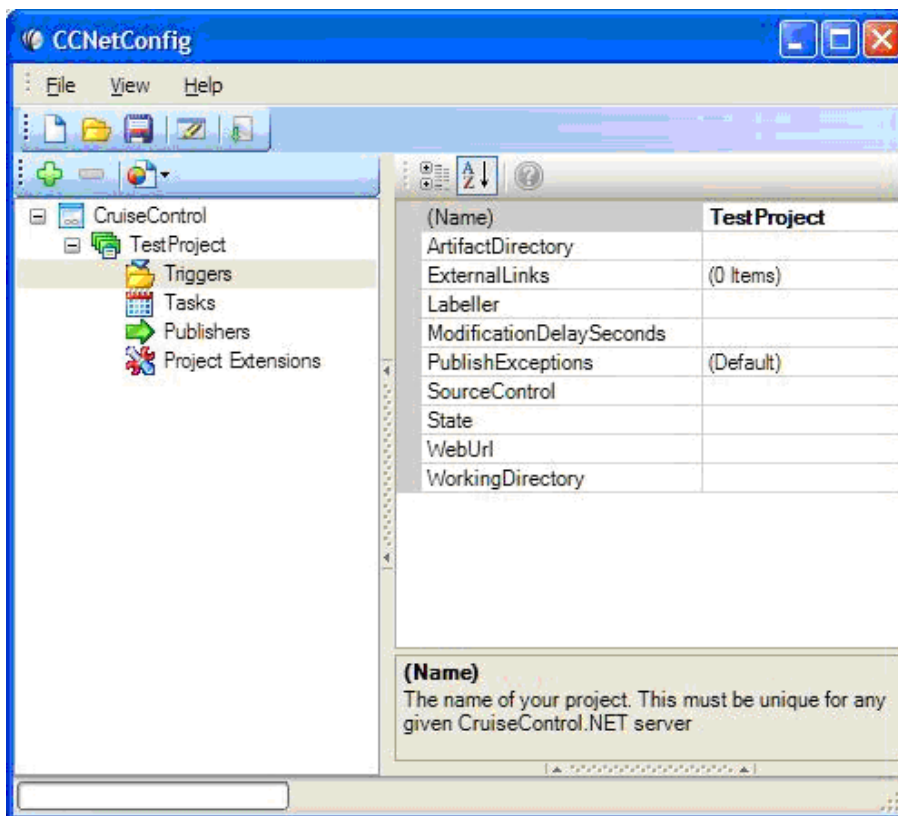 CCNetConfig
File View Help
A
Z
CruiseControl
TestProject
Triggers
Tasks
Publishers
Project Extensions
(Name) TestProject
ArtifactDirectory
ExternalLinks (0 Items)
Labeller
ModificationDelaySeconds
PublishExceptions (Default)
SourceControl
State
WebUrl
WorkingDirectory
(Name)
The name of your project. This must be unique for any
given CruiseControl.NET server